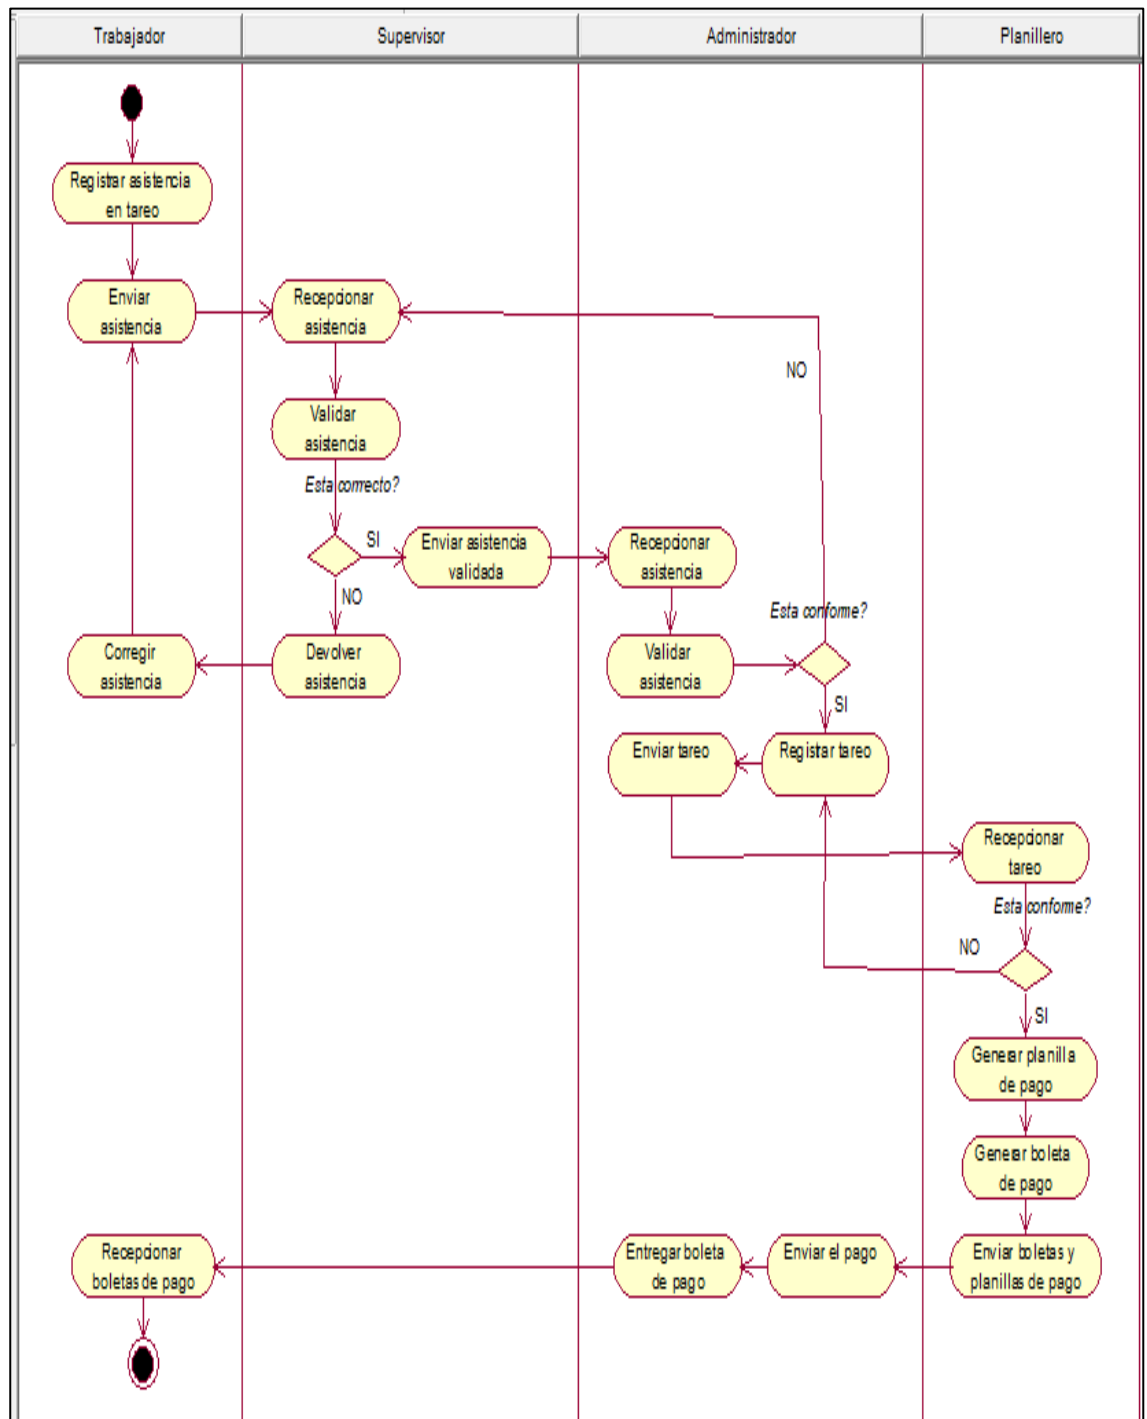 Trabajador
Supervisor
Administrador
Planillero
Registrar asistencia
en tareo
Enviar
asistencia
Recepcionar
asistencia
NO
Validar
asistencia
Esta comrecto?
SI
Enviar asistencia
validada
Recepcionar
asistencia
NO
Esta conforme?
Corregir
asistencia
Devolver
asistencia
Validar
asistencia
SI
Enviar tareo
Registrar tareo
Recepcionar
tareo
Esta conforme?
NO
SI
Generar planilla
de pago
Generar boleta
de pago
Recepcionar
boletas de pago
Entregar boleta
de pago
Enviar el pago
Enviar boletas y
planillas de pago